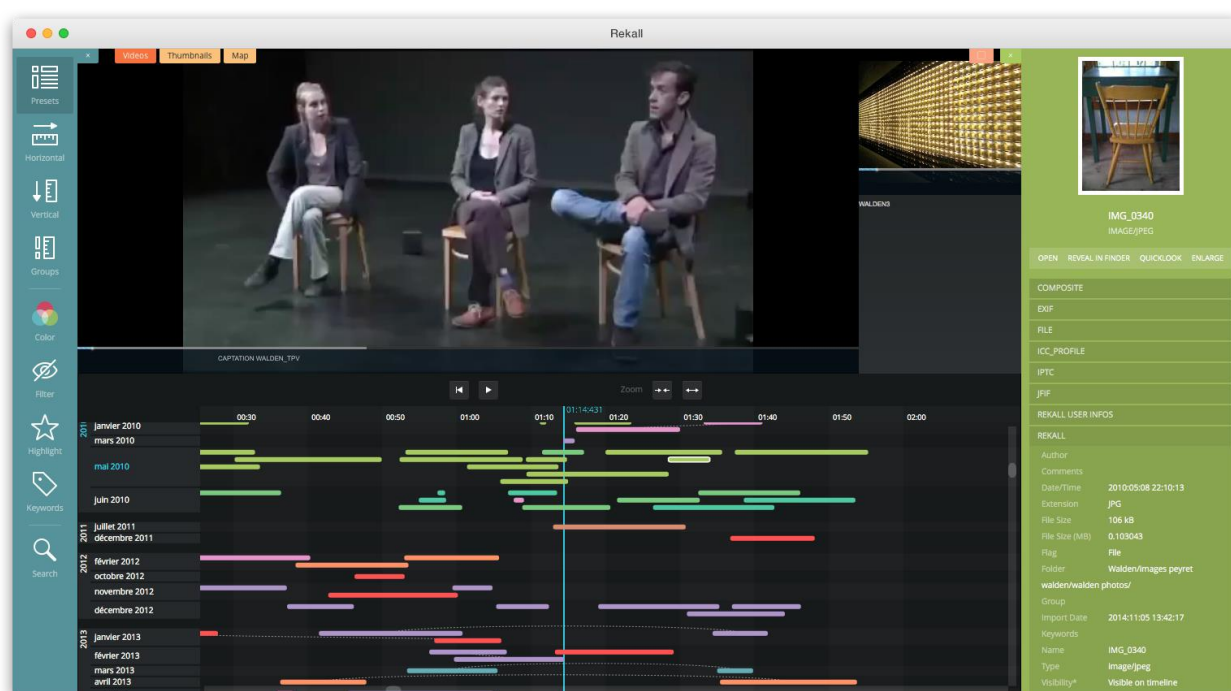 Rekall
Presets
Horizontal
Vertical
Groups
Color
Filter
Highlight
Keywords
Search
× Videos Thumbnails Map
CAPTATION WALDEN_TPV
WALDEN3
Zoom
01:14:431
00:30 00:40 00:50 01:00 01:10 01:20 01:30 01:40 01:50 02:00
janvier 2010
mars 2010
mai 2010
juin 2010
2011
juillet 2011
décembre 2011
2012
février 2012
octobre 2012
novembre 2012
décembre 2012
2013
janvier 2013
février 2013
mars 2013
avril 2013
×
IMG_0340
IMAGE/JPEG
OPEN REVEAL IN FINDER QUICKLOOK ENLARGE
COMPOSITE
EXIF
FILE
ICC_PROFILE
IPTC
JFIF
REKALL USER INFOS
REKALL
Author
Comments
Date/Time 2010:05:08 22:10:13
Extension JPG
File Size 106 kB
File Size (MB) 0.103043
Flag File
Folder Walden/images peyret
walden/walden photos/
Group
Import Date 2014:11:05 13:42:17
Keywords
Name IMG_0340
Type image/jpeg
Visibility* Visible on timeline